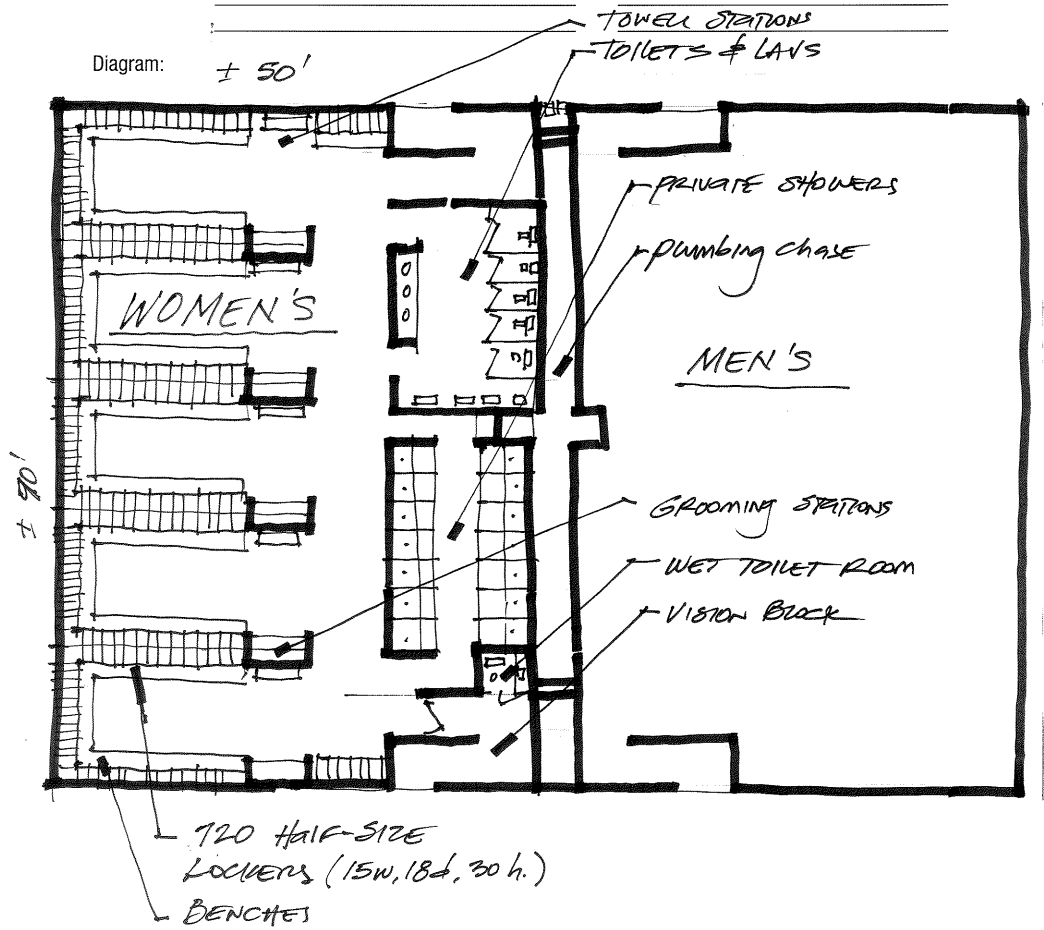 TOWEL STATIONS
TOILETS & LAVS
Diagram:
± 50'
PRIVATE SHOWERS
Plumbing Chase
WOMEN'S
MEN'S
± 90'
GROOMING STATIONS
WET TOILET ROOM
VISION BLOCK
720 HALF-SIZE
LOCKERS (15w, 18d, 30h.)
BENCHES